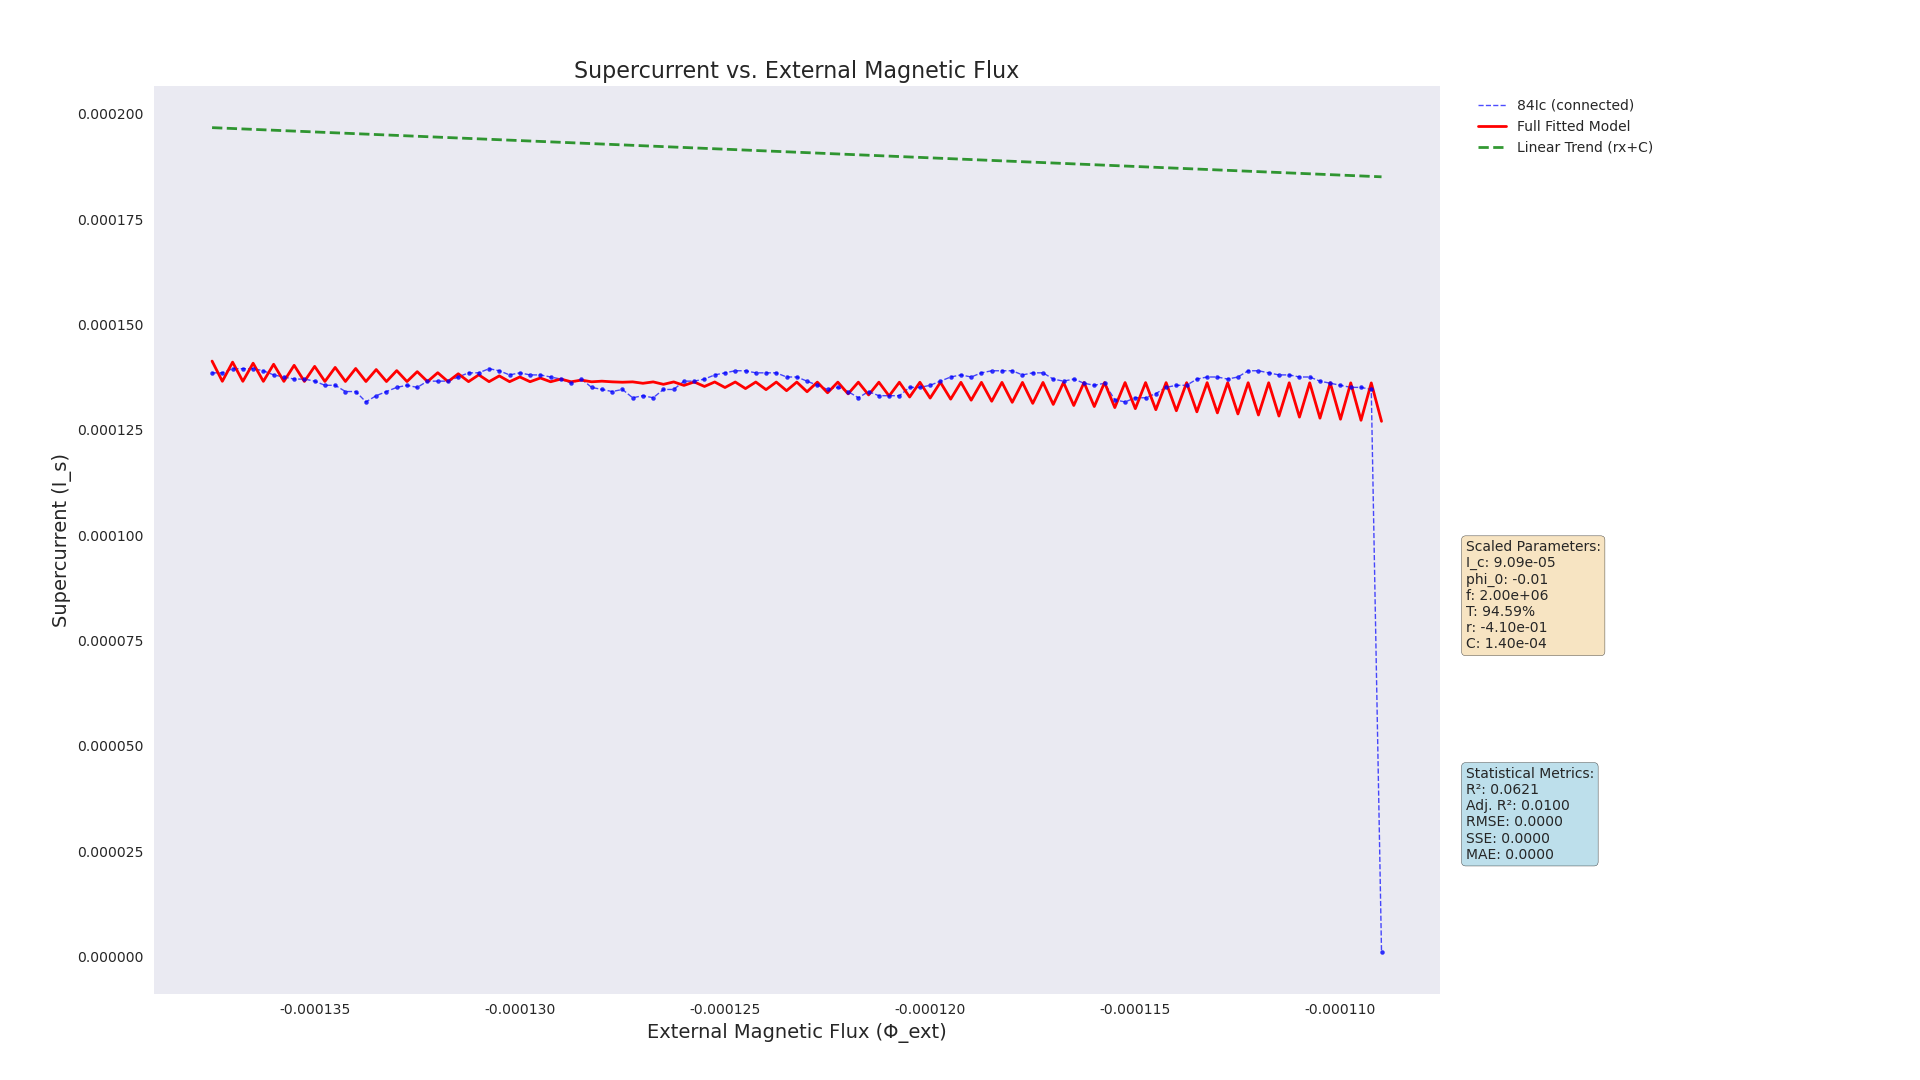 Supercurrent vs. External Magnetic Flux
0.000200
0.000175
0.000150
0.000125
0.000100
0.000075
0.000050
0.000025
0.000000
Supercurrent (I_s)
-0.000135
-0.000130
-0.000125
-0.000120
-0.000115
-0.000110
External Magnetic Flux (Φ_ext)
84Ic (connected)
Full Fitted Model
Linear Trend (rx+C)
Scaled Parameters:
I_c: 9.09e-05
phi_0: -0.01
f: 2.00e+06
T: 94.59%
r: -4.10e-01
C: 1.40e-04
Statistical Metrics:
R²: 0.0621
Adj. R²: 0.0100
RMSE: 0.0000
SSE: 0.0000
MAE: 0.0000